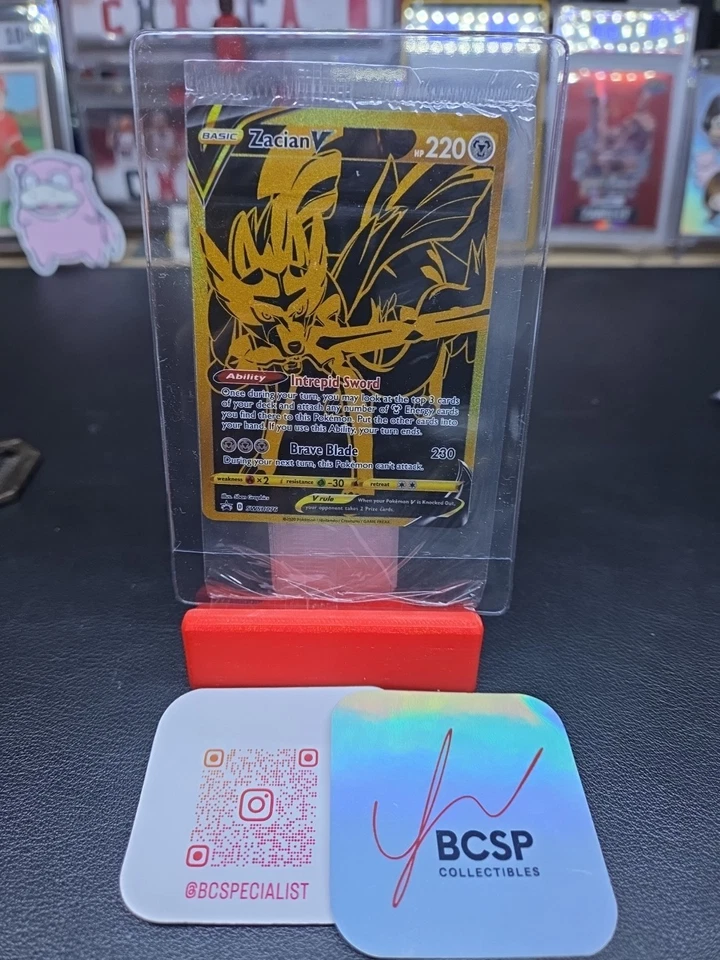 BASIC Zacian V HP 220
Ability Intrepid Sword
Once during your turn, you may look at the top 3 cards
of your deck and attach any number of Energy cards
you find there to this Pokémon. Put the other cards into
your hand. If you use this Ability, your turn ends.
Brave Blade 230
During your next turn, this Pokémon can't attack.
weakness ×2 resistance -30 retreat
V rule When your Pokémon V is Knocked Out,
your opponent takes 2 Prize cards.
D SWSH076
@BCSPECIALIST
BCSP
COLLECTIBLES